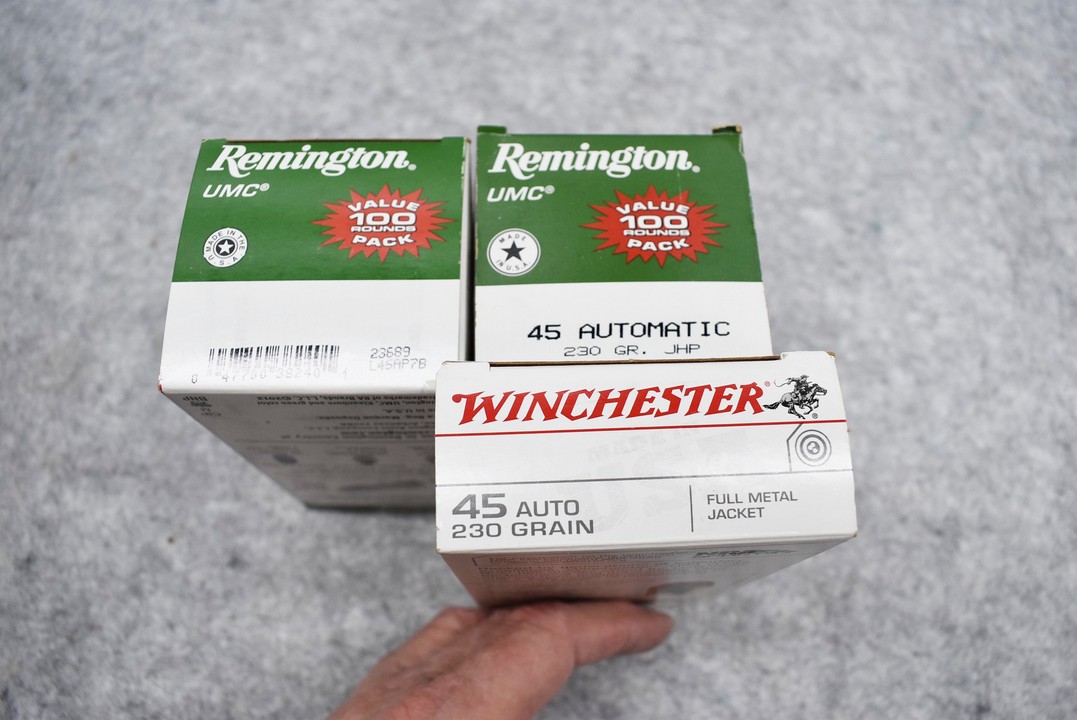 Remington®
UMC®
VALUE
100
ROUNDS
PACK
MADE IN THE
U.S.A.
23689
L45AP7B
Remington®
UMC®
VALUE
100
ROUNDS
PACK
MADE
IN U.S.A.
45 AUTOMATIC
230 GR. JHP
WINCHESTER®
45 AUTO
230 GRAIN
FULL METAL
JACKET